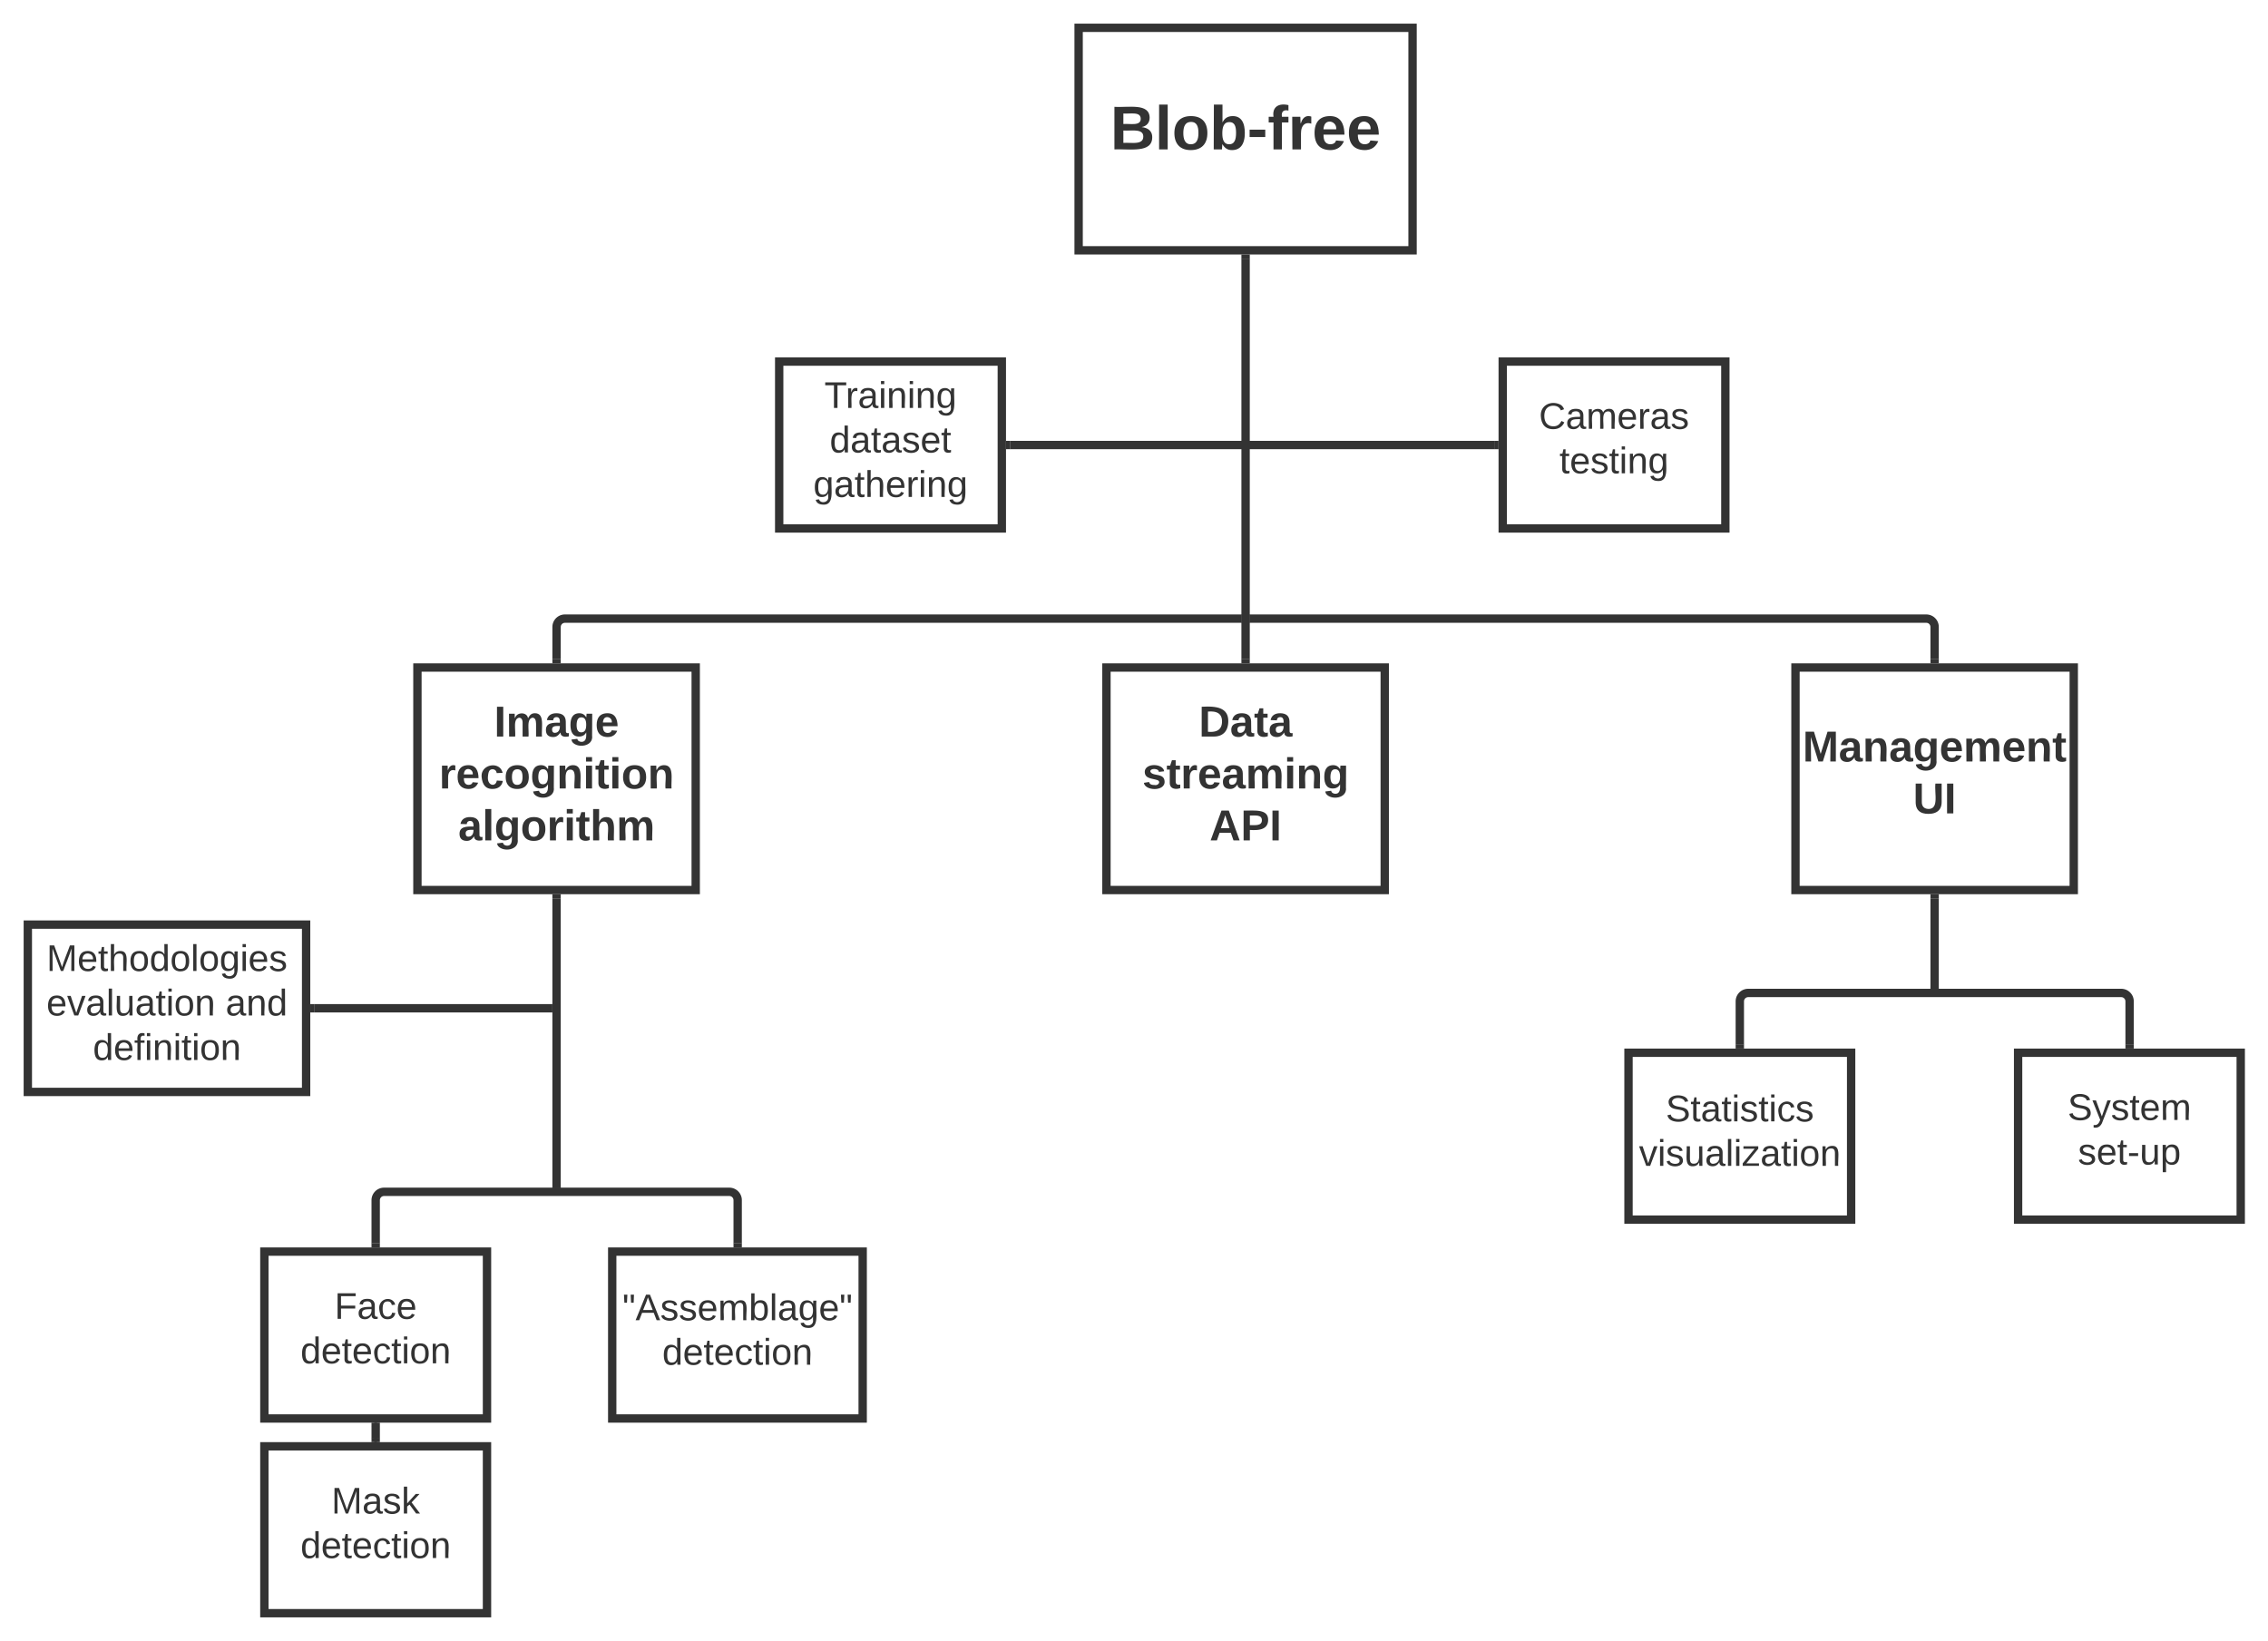 Blob-free
Training
dataset
gathering
Cameras
testing
Image
recognition
algorithm
Data
streaming
API
Management
UI
Methodologies
evaluation and
definition
Statistics
visualization
System
set-up
Face
detection
"Assemblage"
detection
Mask
detection